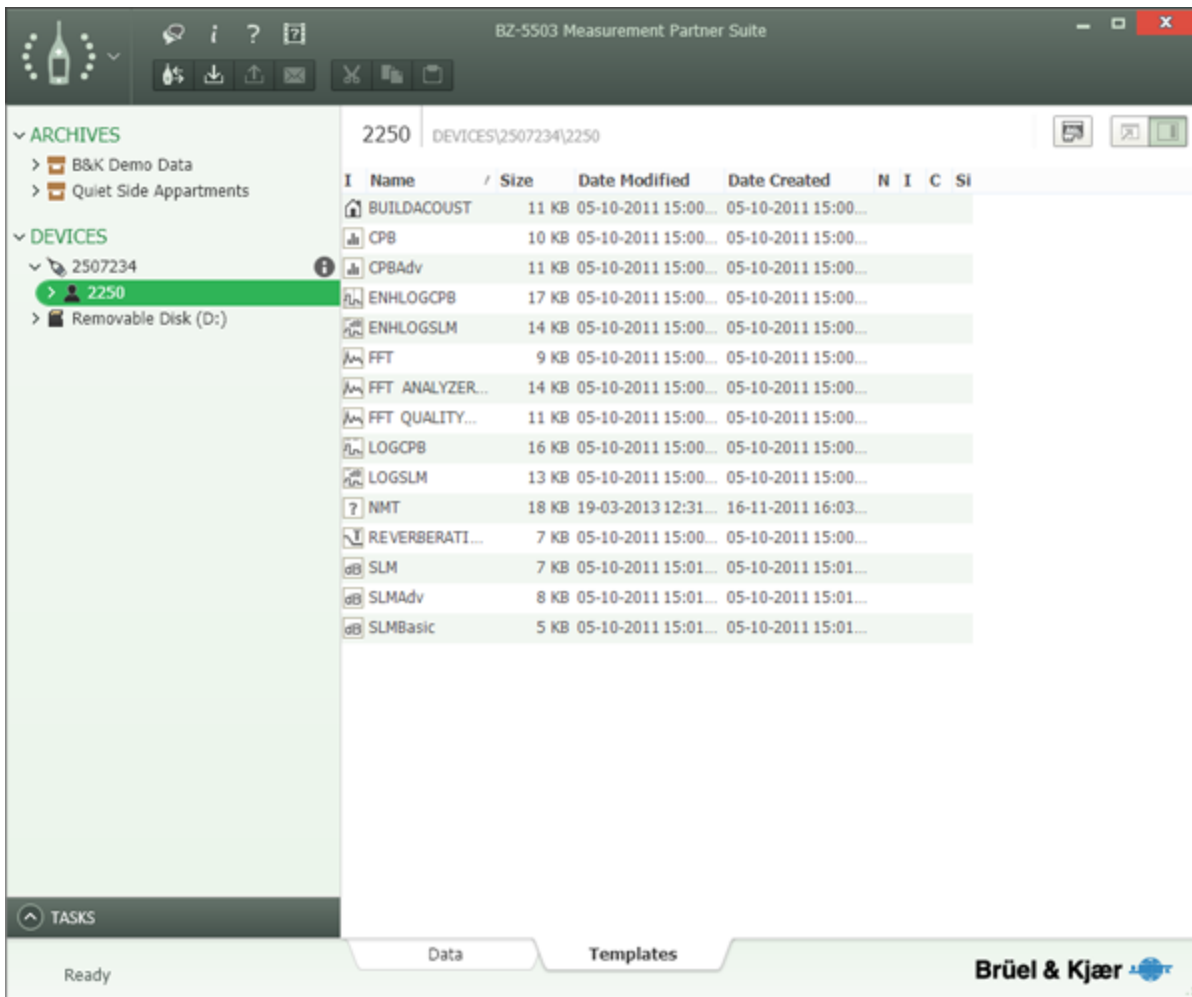 BZ-5503 Measurement Partner Suite
ARCHIVES
B&K Demo Data
Quiet Side Appartments
DEVICES
2507234
2250
Removable Disk (D:)
TASKS
Ready
2250 DEVICES\2507234\2250
I Name / Size Date Modified Date Created N I C Si
BUILDACOUST 11 KB 05-10-2011 15:00... 05-10-2011 15:00...
CPB 10 KB 05-10-2011 15:00... 05-10-2011 15:00...
CPBAdv 11 KB 05-10-2011 15:00... 05-10-2011 15:00...
ENHLOGCPB 17 KB 05-10-2011 15:00... 05-10-2011 15:00...
ENHLOGSLM 14 KB 05-10-2011 15:00... 05-10-2011 15:00...
FFT 9 KB 05-10-2011 15:00... 05-10-2011 15:00...
FFT ANALYZER... 14 KB 05-10-2011 15:00... 05-10-2011 15:00...
FFT QUALITY... 11 KB 05-10-2011 15:00... 05-10-2011 15:00...
LOGCPB 16 KB 05-10-2011 15:00... 05-10-2011 15:00...
LOGSLM 13 KB 05-10-2011 15:00... 05-10-2011 15:00...
? NMT 18 KB 19-03-2013 12:31... 16-11-2011 16:03...
REVERBERATI... 7 KB 05-10-2011 15:00... 05-10-2011 15:00...
dB SLM 7 KB 05-10-2011 15:01... 05-10-2011 15:01...
dB SLMAdv 8 KB 05-10-2011 15:01... 05-10-2011 15:01...
dB SLMBasic 5 KB 05-10-2011 15:01... 05-10-2011 15:01...
Data Templates
Brüel & Kjær